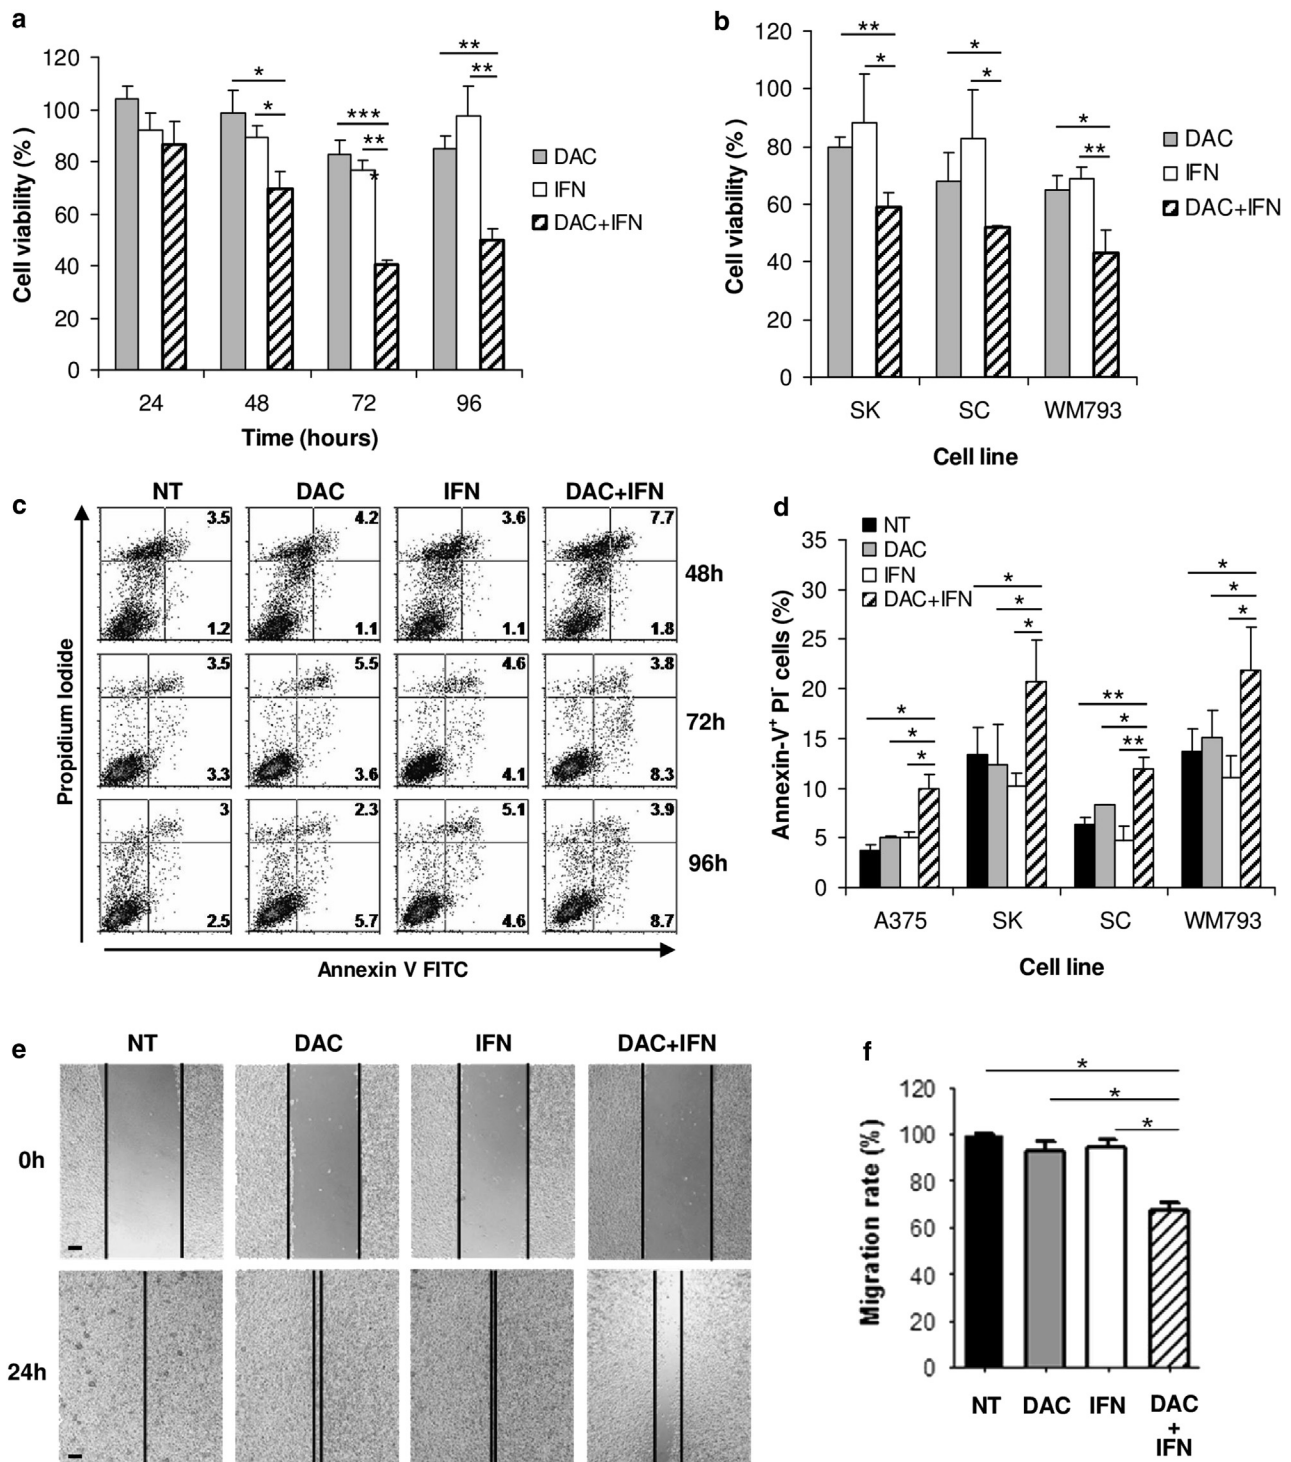 a
120
100
80
60
40
20
0
Cell viability (% )
24 48 72 96
Time (hours)
* * *** ** * ** **
DAC
IFN
DAC+IFN
b
120
100
80
60
40
20
0
Cell viability (% )
SK SC WM793
Cell line
** * * * * **
DAC
IFN
DAC+IFN
c
NT DAC IFN DAC+IFN
3.5 4.2 3.6 7.7
48h
1.2 1.1 1.1 1.8
3.5 5.5 4.6 3.8
72h
3.3 3.6 4.1 8.3
3 2.3 5.1 3.9
96h
2.5 5.7 4.6 8.7
Propidium Iodide
Annexin V FITC
d
NT
DAC
IFN
DAC+IFN
35
30
25
20
15
10
5
0
Annexin-V+ PI- cells (%)
* * * * * * ** * ** * * *
A375 SK SC WM793
Cell line
e
NT DAC IFN DAC+IFN
0h
24h
f
120
100
80
60
40
20
0
Migration rate (%)
*
*
*
NT DAC IFN DAC
+
IFN